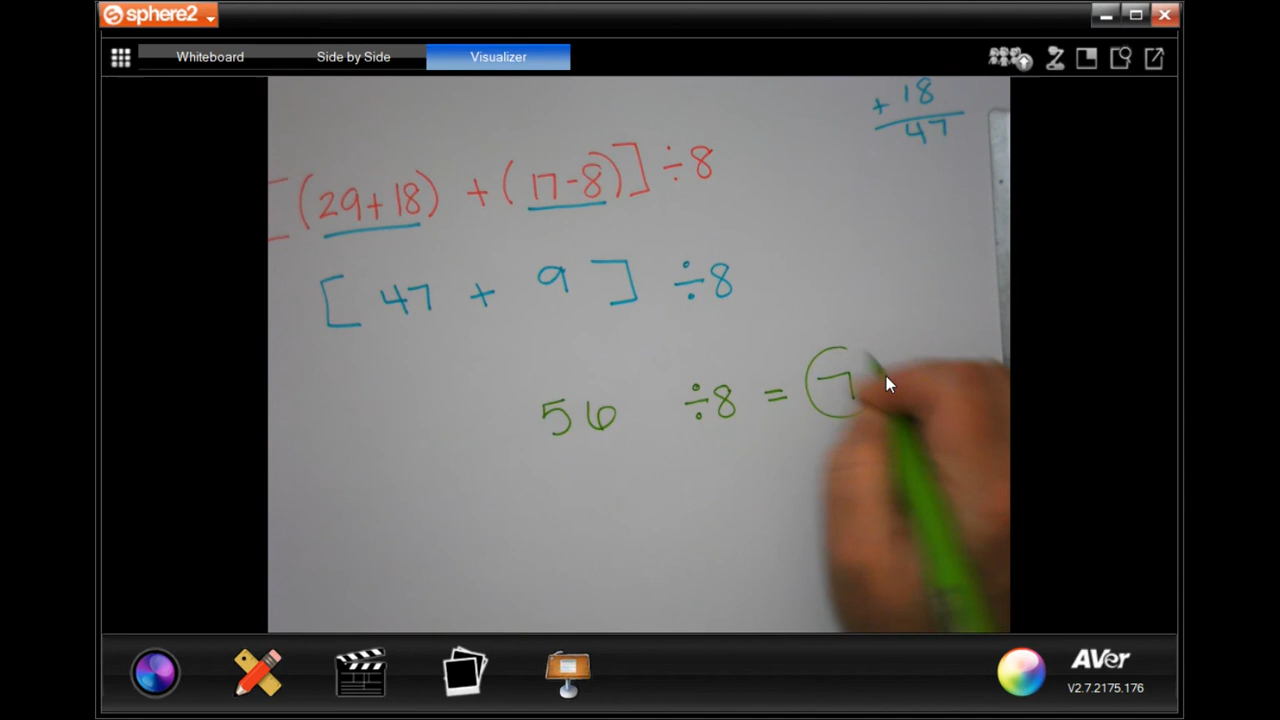 sphere2
Whiteboard Side by Side Visualizer
+ 18
47
[(29+18) + (17-8)] ÷8
[ 47 + 9 ] ÷8
56 ÷8 = 7
AVer
V2.7.2175.176